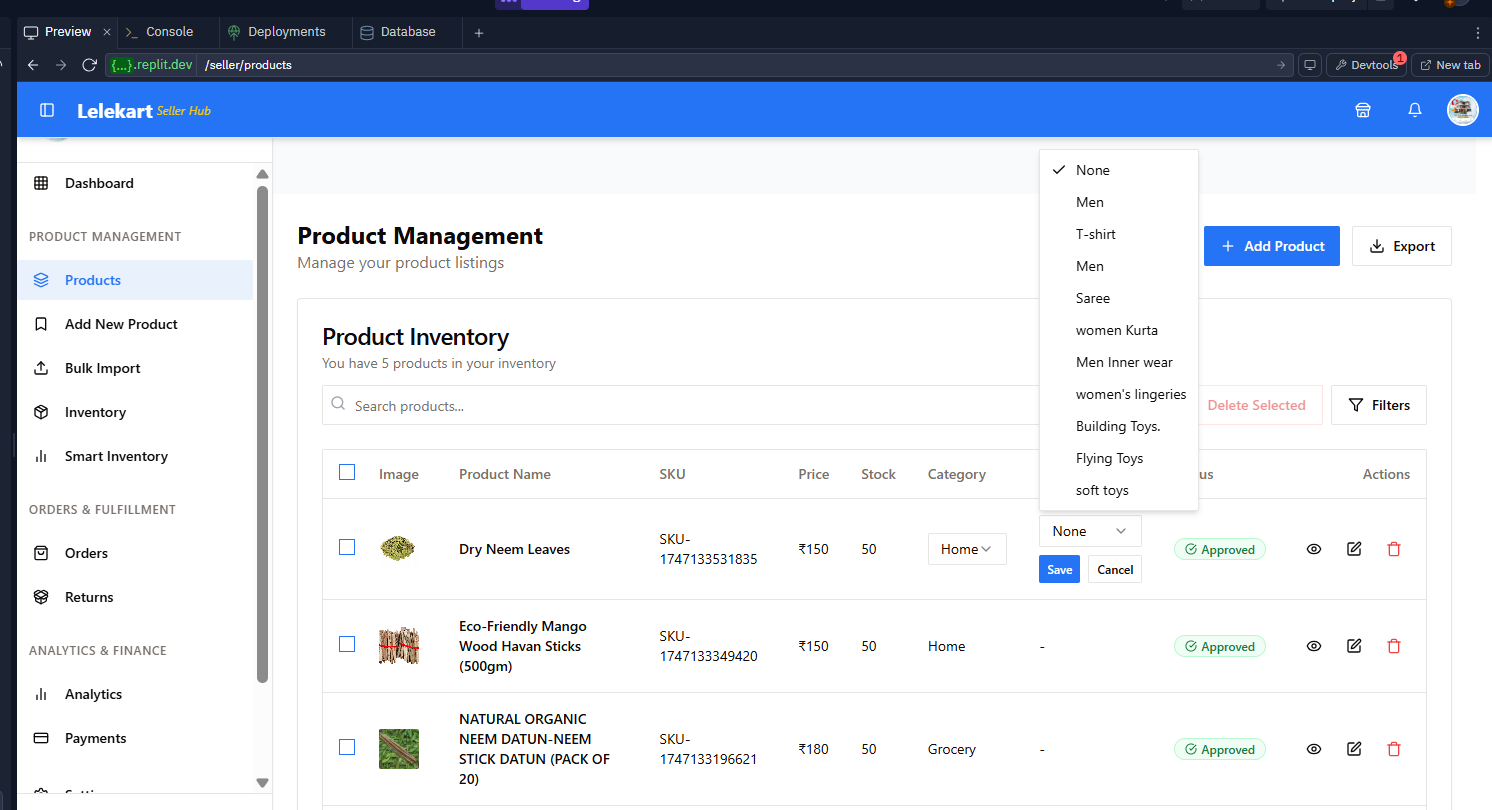 Preview
Console
Deployments
Database
{...}.replit.dev /seller/products
Devtools 1
New tab
Lelekart Seller Hub
Dashboard
PRODUCT MANAGEMENT
Products
Add New Product
Bulk Import
Inventory
Smart Inventory
ORDERS & FULFILLMENT
Orders
Returns
ANALYTICS & FINANCE
Analytics
Payments
Product Management
Manage your product listings
Add Product
Export
Product Inventory
You have 5 products in your inventory
Search products...
Delete Selected
Filters
None
Men
T-shirt
Men
Saree
women Kurta
Men Inner wear
women's lingeries
Building Toys.
Flying Toys
soft toys
Image Product Name SKU Price Stock Category Actions
Dry Neem Leaves
SKU-
1747133531835
₹150 50 Home
None
Save Cancel
Approved
Eco-Friendly Mango
Wood Havan Sticks
(500gm)
SKU-
1747133349420
₹150 50 Home - Approved
NATURAL ORGANIC
NEEM DATUN-NEEM
STICK DATUN (PACK OF
20)
SKU-
1747133196621
₹180 50 Grocery - Approved